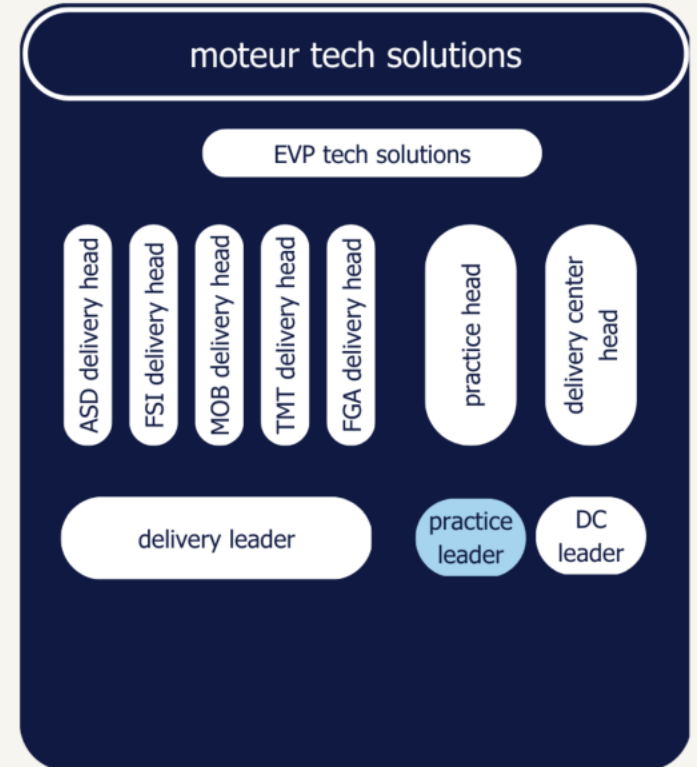 moteur tech solutions
EVP tech solutions
ASD delivery head
FSI delivery head
MOB delivery head
TMT delivery head
FGA delivery head
practice head
delivery center
head
delivery leader
practice
leader
DC
leader